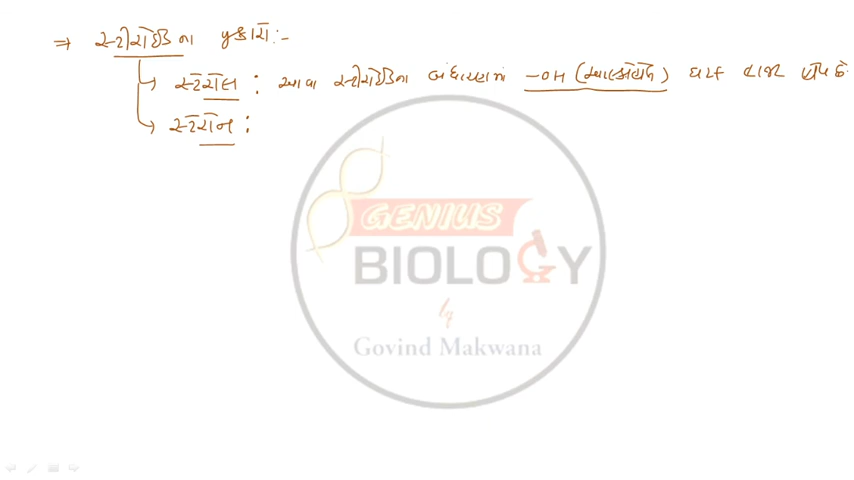 ⇒ સ્ટીરોઈડના પ્રકારો :-
સ્ટેરોલ : આવા સ્ટીરોઈડના બંધારણમાં -OH (આલ્કોહોલ) ઘટક હાજર હોય છે.
સ્ટેરોન :
GENIUS
BIOLOGY
by
Govind Makwana